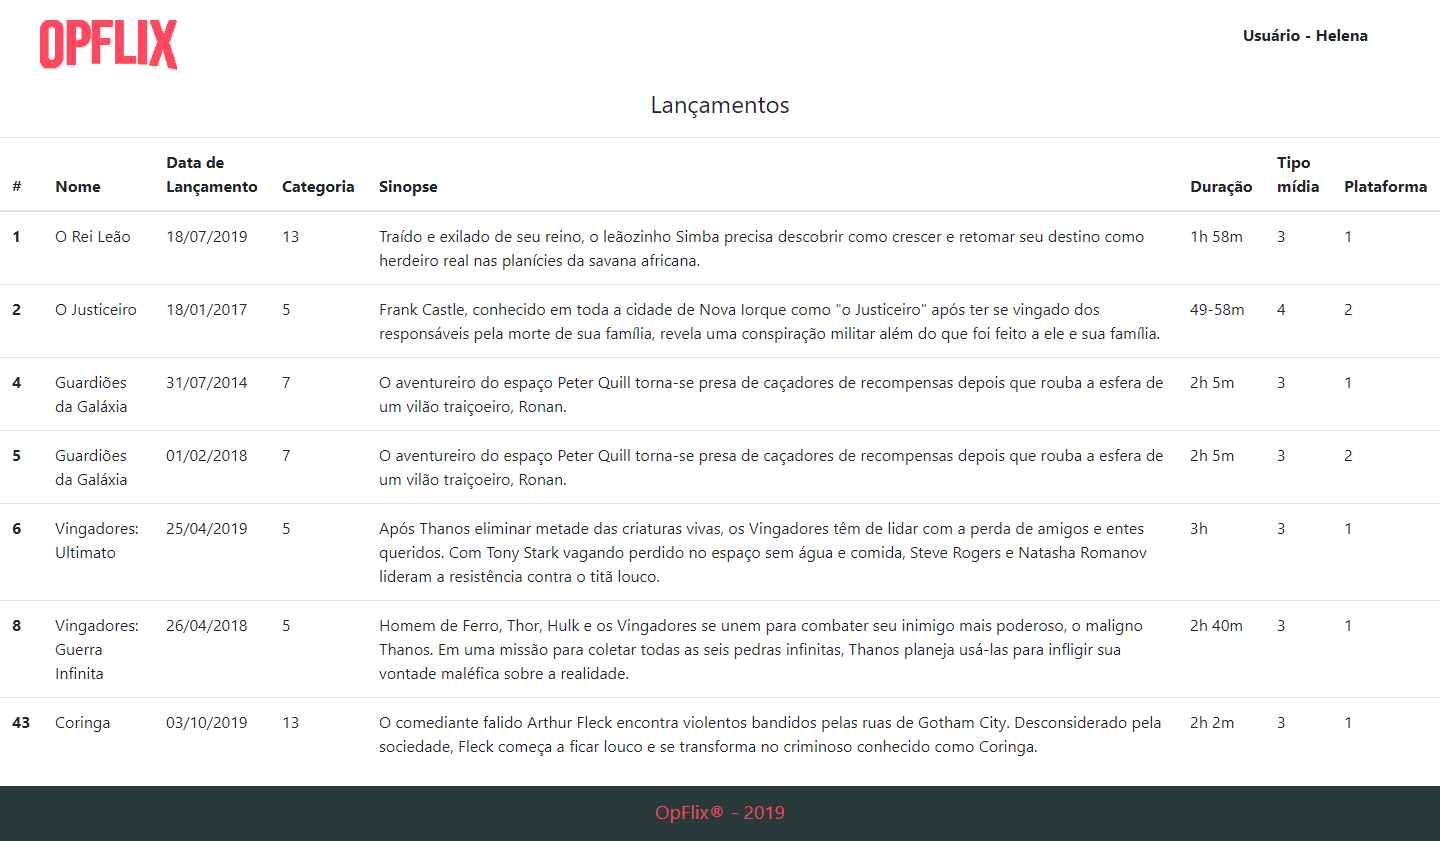 OPFLIX
Usuário - Helena
Lançamentos
# Nome Data de Lançamento Categoria Sinopse Duração Tipo mídia Plataforma
1 O Rei Leão 18/07/2019 13 Traído e exilado de seu reino, o leãozinho Simba precisa descobrir como crescer e retomar seu destino como 1h 58m 3 1
herdeiro real nas planícies da savana africana.
2 O Justiceiro 18/01/2017 5 Frank Castle, conhecido em toda a cidade de Nova Iorque como "o Justiceiro" após ter se vingado dos 49-58m 4 2
responsáveis pela morte de sua família, revela uma conspiração militar além do que foi feito a ele e sua família.
4 Guardiões 31/07/2014 7 O aventureiro do espaço Peter Quill torna-se presa de caçadores de recompensas depois que rouba a esfera de 2h 5m 3 1
da Galáxia um vilão traiçoeiro, Ronan.
5 Guardiões 01/02/2018 7 O aventureiro do espaço Peter Quill torna-se presa de caçadores de recompensas depois que rouba a esfera de 2h 5m 3 2
da Galáxia um vilão traiçoeiro, Ronan.
6 Vingadores: 25/04/2019 5 Após Thanos eliminar metade das criaturas vivas, os Vingadores têm de lidar com a perda de amigos e entes 3h 3 1
Ultimato queridos. Com Tony Stark vagando perdido no espaço sem água e comida, Steve Rogers e Natasha Romanov
lideram a resistência contra o titã louco.
8 Vingadores: 26/04/2018 5 Homem de Ferro, Thor, Hulk e os Vingadores se unem para combater seu inimigo mais poderoso, o maligno 2h 40m 3 1
Guerra Thanos. Em uma missão para coletar todas as seis pedras infinitas, Thanos planeja usá-las para infligir sua
Infinita vontade maléfica sobre a realidade.
43 Coringa 03/10/2019 13 O comediante falido Arthur Fleck encontra violentos bandidos pelas ruas de Gotham City. Desconsiderado pela 2h 2m 3 1
sociedade, Fleck começa a ficar louco e se transforma no criminoso conhecido como Coringa.
OpFlix® - 2019